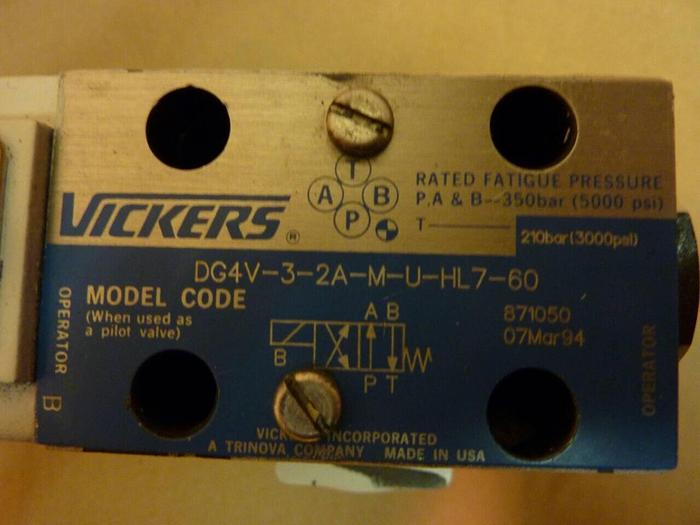 T
A B
P
VICKERS®
RATED FATIGUE PRESSURE
P,A & B--350bar (5000 psi)
T
210bar(3000psi)
DG4V-3-2A-M-U-HL7-60
MODEL CODE
(When used as
a pilot valve)
871050
07Mar94
A B
B
P T
OPERATOR B
OPERATOR
INCORPORATED
A TRINOVA COMPANY MADE IN USA